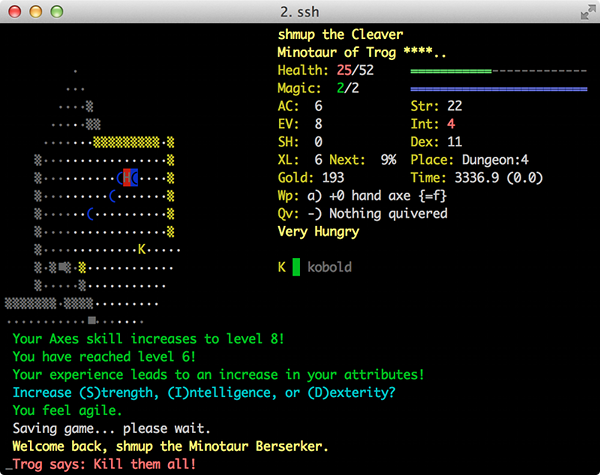 2. ssh
shmup the Cleaver
Minotaur of Trog ****..
Health: 25/52
Magic: 2/2
AC: 6 Str: 22
EV: 8 Int: 4
SH: 0 Dex: 11
XL: 6 Next: 9% Place: Dungeon:4
Gold: 193 Time: 3336.9 (0.0)
Wp: a) +0 hand axe {=f}
Qv: -) Nothing quivered
Very Hungry
K kobold
K
Your Axes skill increases to level 8!
You have reached level 6!
Your experience leads to an increase in your attributes!
Increase (S)trength, (I)ntelligence, or (D)exterity?
You feel agile.
Saving game... please wait.
Welcome back, shmup the Minotaur Berserker.
_Trog says: Kill them all!